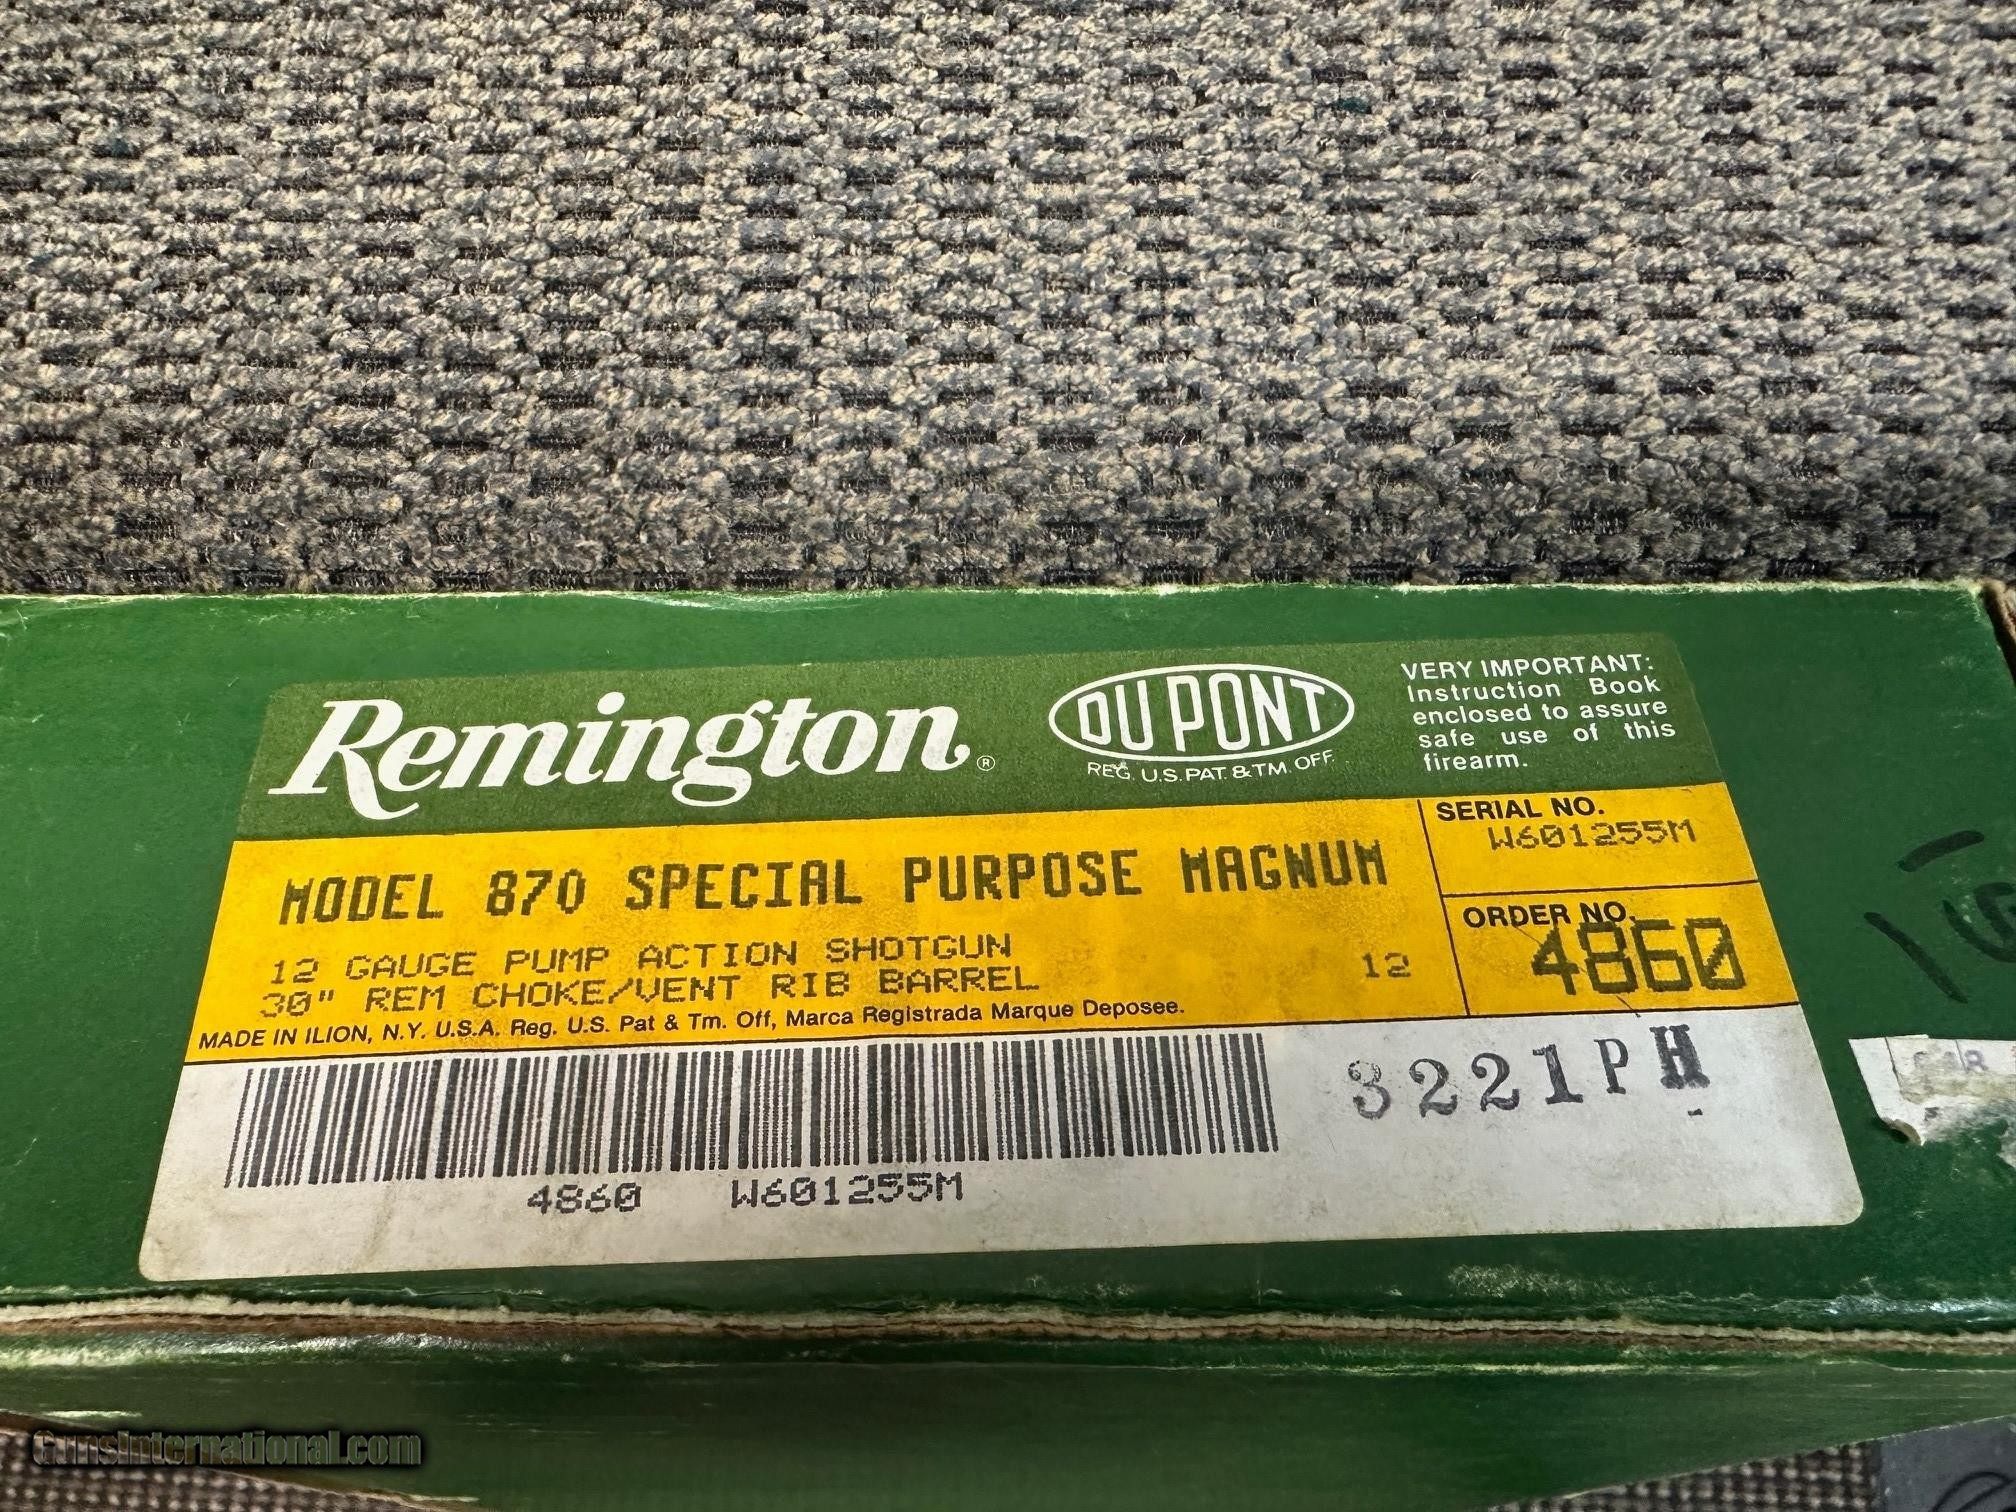 Remington®
DU PONT
REG. U.S. PAT. & TM. OFF.
VERY IMPORTANT:
Instruction Book
enclosed to assure
safe use of this
firearm.
MODEL 870 SPECIAL PURPOSE MAGNUM
12 GAUGE PUMP ACTION SHOTGUN
30" REM CHOKE/VENT RIB BARREL
12
MADE IN ILION, N.Y. U.S.A. Reg. U.S. Pat & Tm. Off, Marca Registrada Marque Deposee.
SERIAL NO.
W601255M
ORDER NO.
4860
3221PH
4860 W601255M
GunsInternational.com